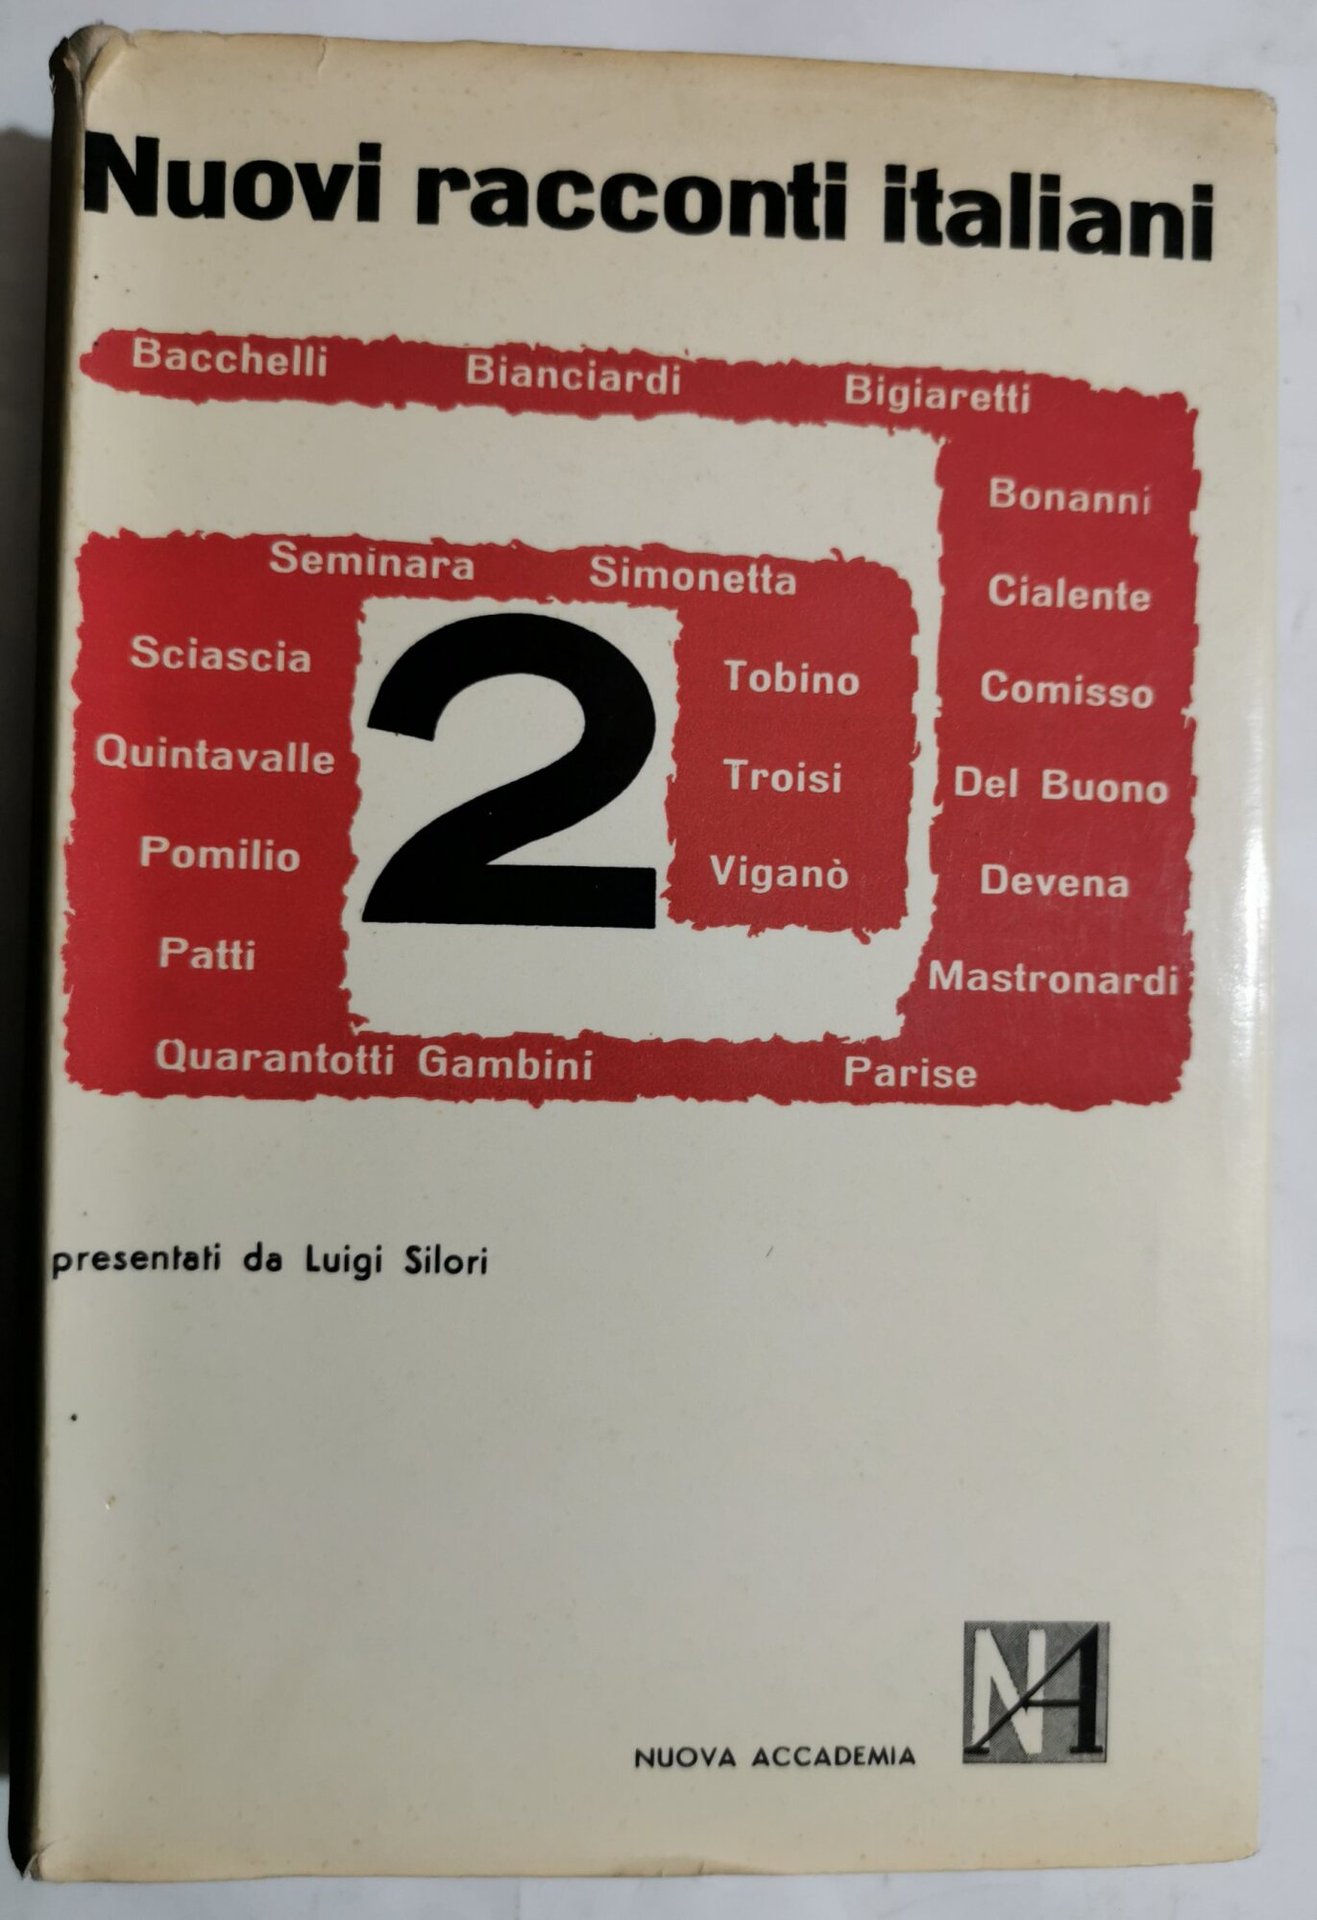 Nuovi racconti italiani
Bacchelli Bianciardi Bigiaretti
Bonanni
Cialente
Comisso
Del Buono
Devena
Mastronardi
Parise
Quarantotti Gambini
Patti
Pomilio
Quintavalle
Sciascia
Seminara Simonetta
Tobino
Troisi
Viganò
2
presentati da Luigi Silori
NUOVA ACCADEMIA
NA